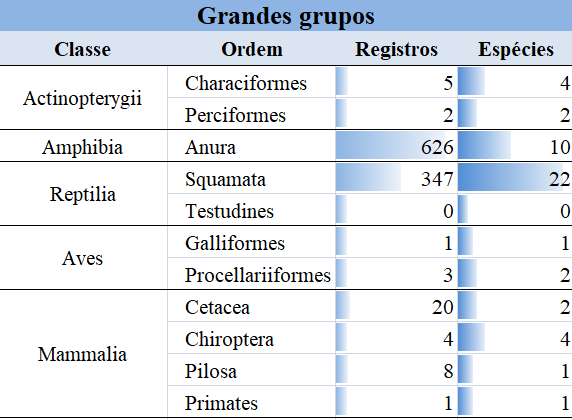 Grandes grupos
Classe Ordem Registros Espécies
Actinopterygii Characiformes 5 4
Perciformes 2 2
Amphibia Anura 626 10
Reptilia Squamata 347 22
Testudines 0 0
Aves Galliformes 1 1
Procellariiformes 3 2
Mammalia Cetacea 20 2
Chiroptera 4 4
Pilosa 8 1
Primates 1 1